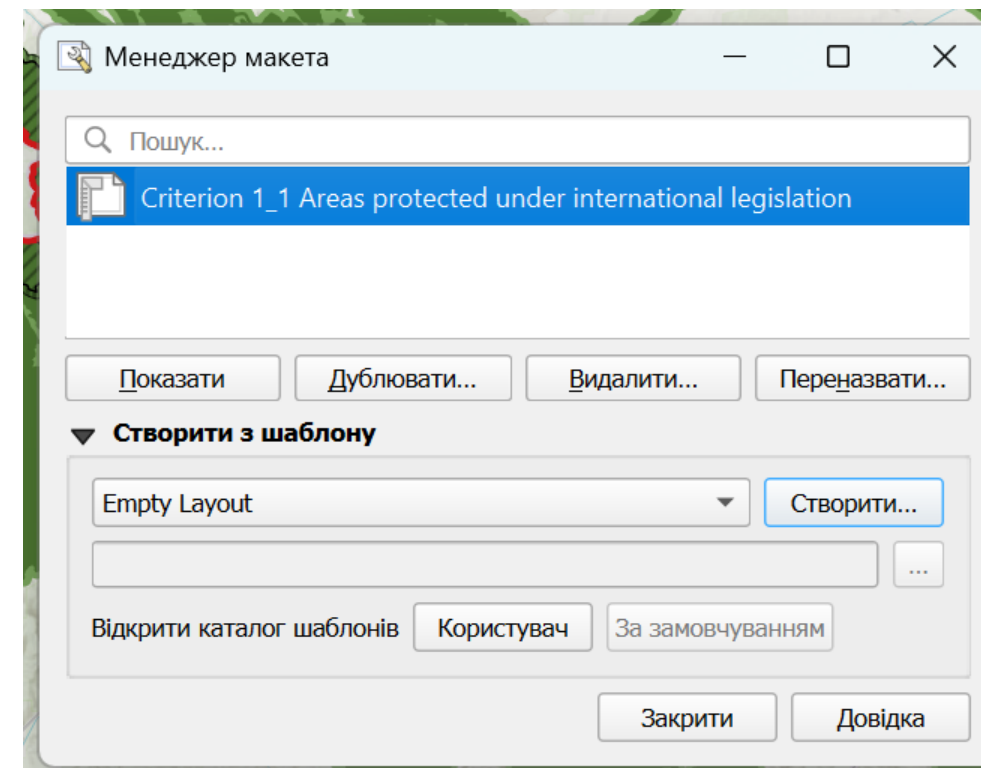 Менеджер макета
Пошук...
Criterion 1_1 Areas protected under international legislation
Показати Дублювати... Видалити... Переназвати...
Створити з шаблону
Empty Layout Створити...
...
Відкрити каталог шаблонів Користувач За замовчуванням
Закрити Довідка